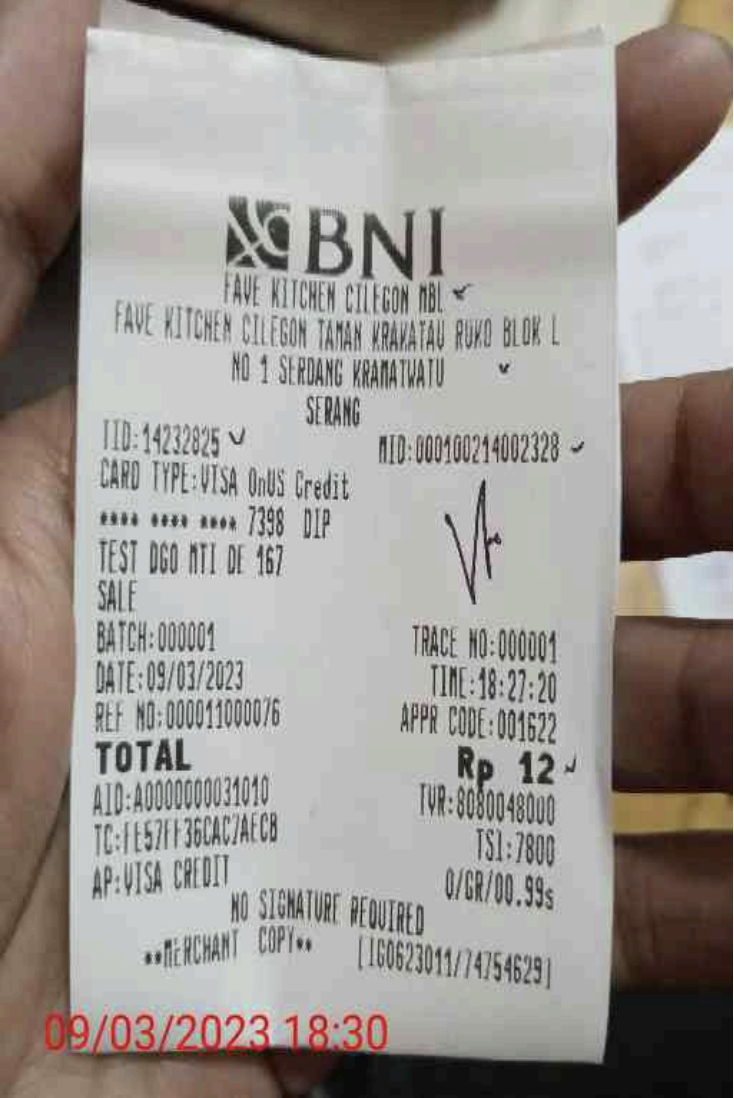 BNI
FAVE KITCHEN CILEGON MBL
FAVE KITCHEN CILEGON TAMAN KRAKATAU RUKO BLOK L
NO 1 SERDANG KRAMATWATU
SERANG
TID:14232825 MID:000100214002328
CARD TYPE:VISA OnUS Credit
**** **** **** 7398 DIP
TEST DGO MTI DE 167
SALE
BATCH:000001 TRACE NO:000001
DATE:09/03/2023 TIME:18:27:20
REF NO:000011000076 APPR CODE:001622
TOTAL Rp 12
AID:A0000000031010 TVR:8080048000
TC:FE57FF36CAC7AECB TSI:7800
AP:VISA CREDIT 0/GR/00.99s
NO SIGNATURE REQUIRED
**MERCHANT COPY** [IG0623011/74754629]
09/03/2023 18:30